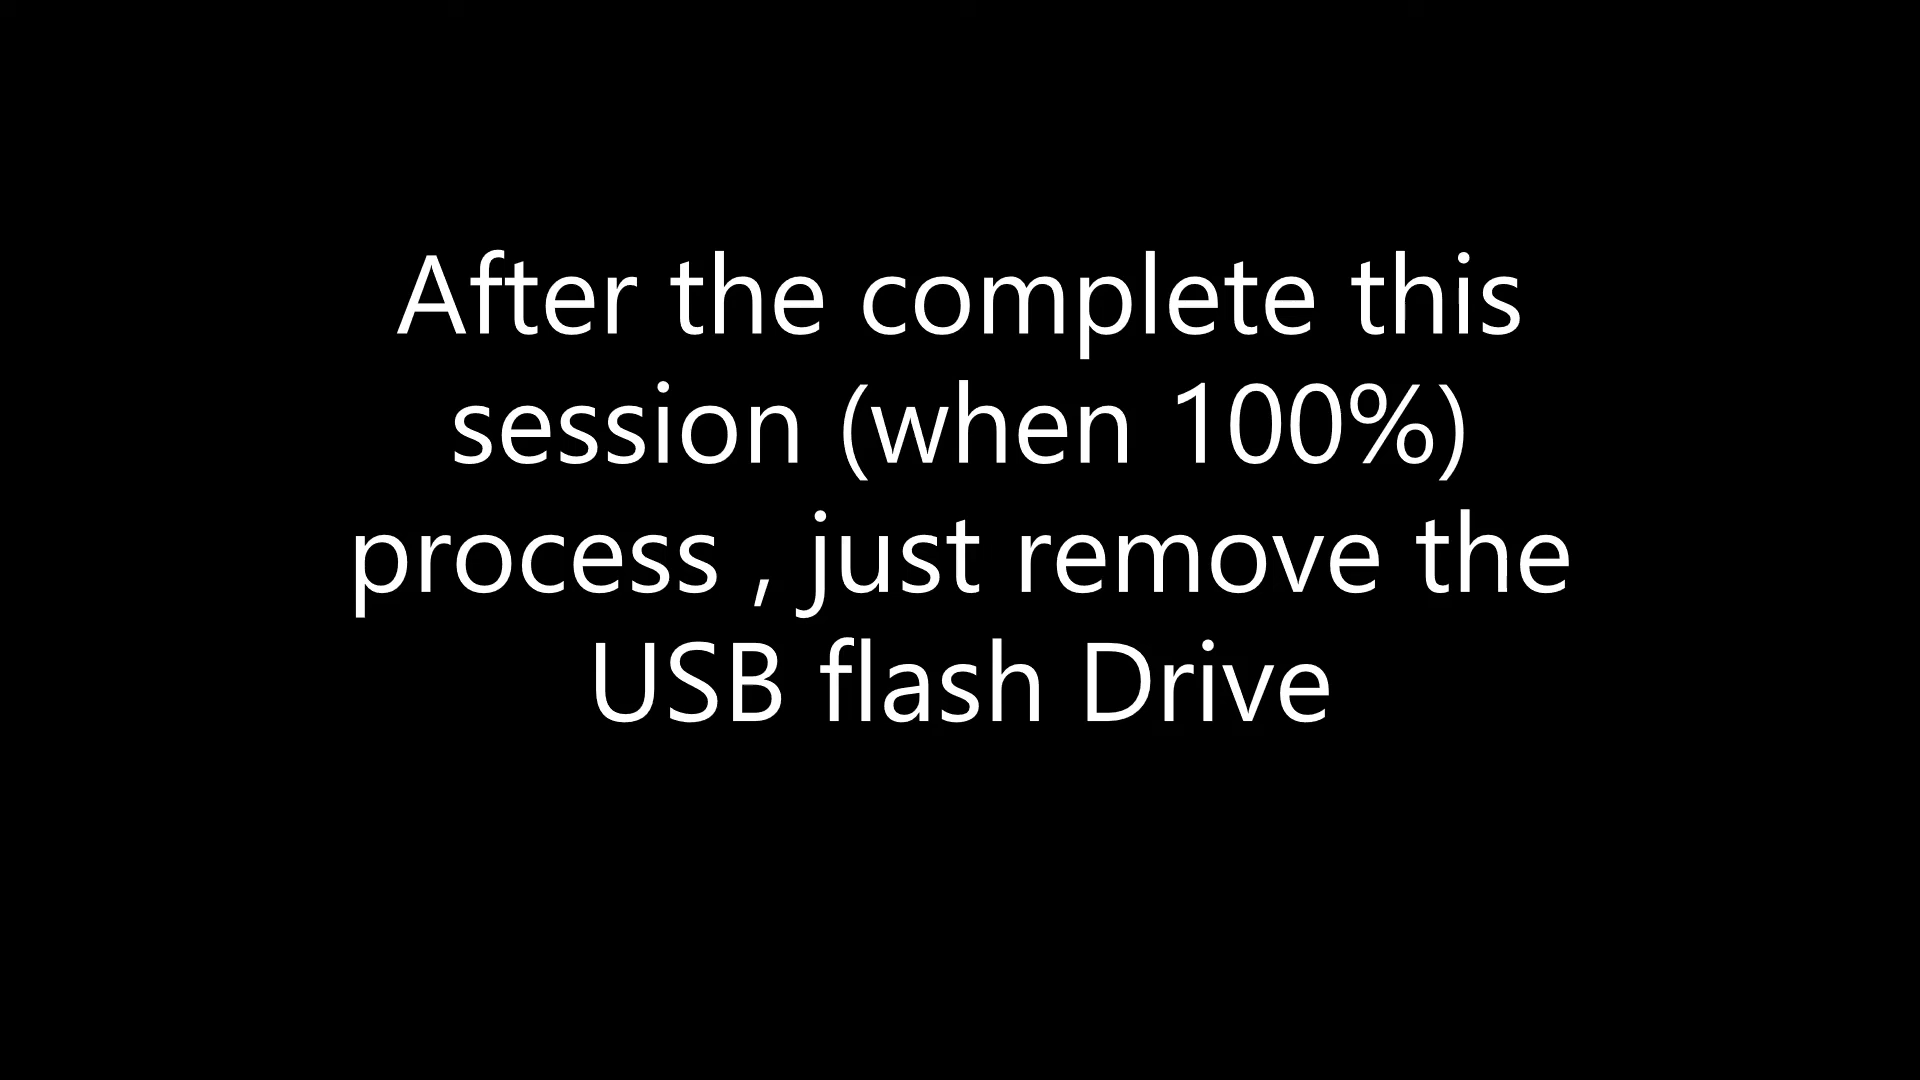 After the complete this
session (when 100%)
process , just remove the
USB flash Drive